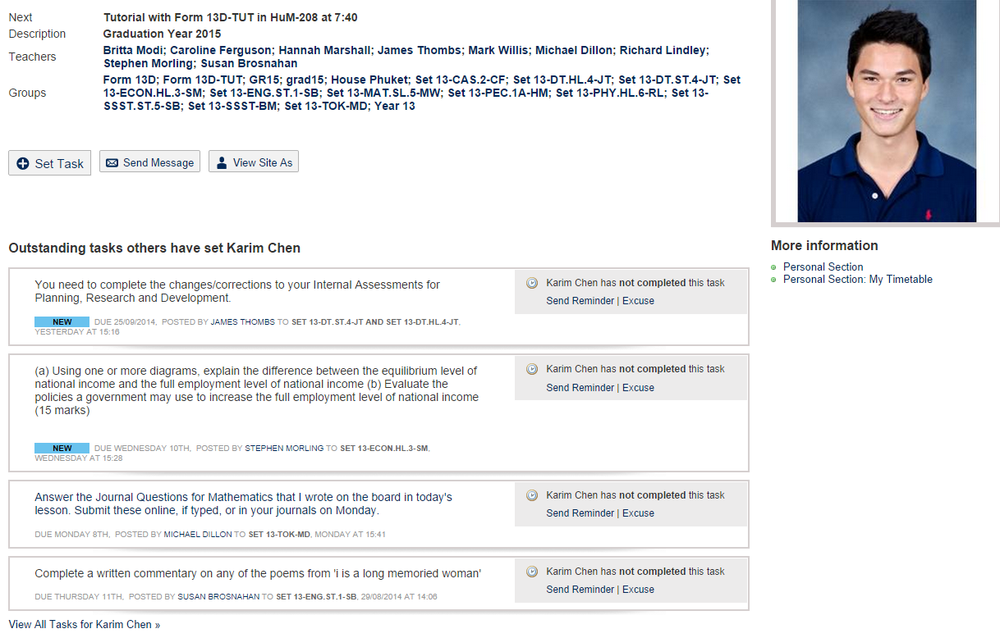 Next Tutorial with Form 13D-TUT in HuM-208 at 7:40
Description Graduation Year 2015
Teachers Britta Modi; Caroline Ferguson; Hannah Marshall; James Thombs; Mark Willis; Michael Dillon; Richard Lindley;
Stephen Morling; Susan Brosnahan
Groups Form 13D; Form 13D-TUT; GR15; grad15; House Phuket; Set 13-CAS.2-CF; Set 13-DT.HL.4-JT; Set 13-DT.ST.4-JT; Set
13-ECON.HL.3-SM; Set 13-ENG.ST.1-SB; Set 13-MAT.SL.5-MW; Set 13-PEC.1A-HM; Set 13-PHY.HL.6-RL; Set 13-
SSST.ST.5-SB; Set 13-SSST-BM; Set 13-TOK-MD; Year 13
Set Task Send Message View Site As
Outstanding tasks others have set Karim Chen
You need to complete the changes/corrections to your Internal Assessments for
Planning, Research and Development.
NEW DUE 25/09/2014, POSTED BY JAMES THOMBS TO SET 13-DT.ST.4-JT AND SET 13-DT.HL.4-JT,
YESTERDAY AT 15:16
Karim Chen has not completed this task
Send Reminder | Excuse
(a) Using one or more diagrams, explain the difference between the equilibrium level of
national income and the full employment level of national income (b) Evaluate the
policies a government may use to increase the full employment level of national income
(15 marks)
NEW DUE WEDNESDAY 10TH, POSTED BY STEPHEN MORLING TO SET 13-ECON.HL.3-SM,
WEDNESDAY AT 15:28
Karim Chen has not completed this task
Send Reminder | Excuse
Answer the Journal Questions for Mathematics that I wrote on the board in today's
lesson. Submit these online, if typed, or in your journals on Monday.
DUE MONDAY 8TH, POSTED BY MICHAEL DILLON TO SET 13-TOK-MD, MONDAY AT 15:41
Karim Chen has not completed this task
Send Reminder | Excuse
Complete a written commentary on any of the poems from 'i is a long memoried woman'
DUE THURSDAY 11TH, POSTED BY SUSAN BROSNAHAN TO SET 13-ENG.ST.1-SB, 29/08/2014 AT 14:06
Karim Chen has not completed this task
Send Reminder | Excuse
View All Tasks for Karim Chen »
More information
Personal Section
Personal Section: My Timetable